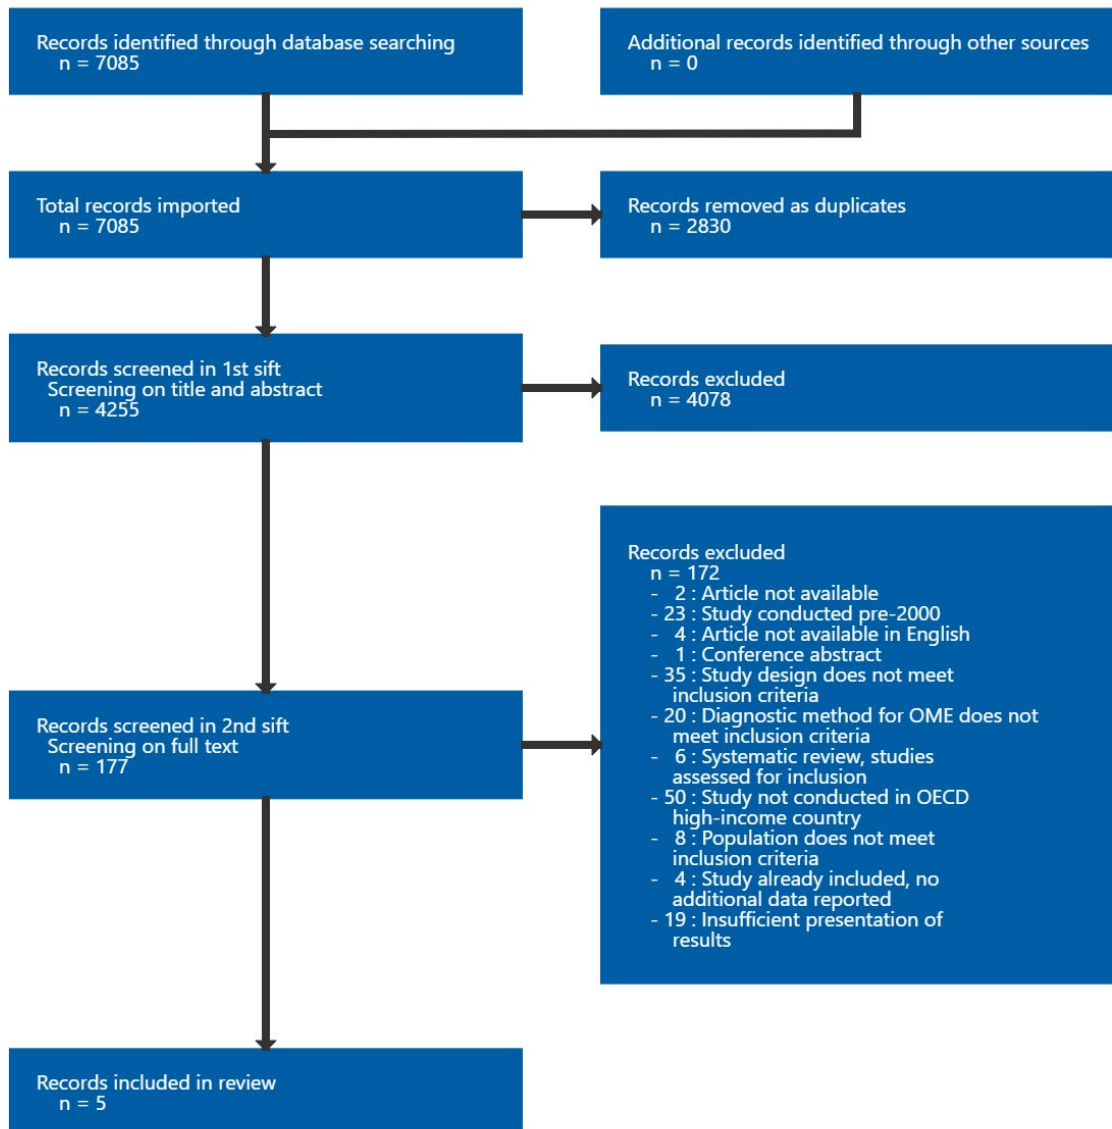 Records identified through database searching
n = 7085
Additional records identified through other sources
n = 0
Total records imported
n = 7085
Records removed as duplicates
n = 2830
Records screened in 1st sift
Screening on title and abstract
n = 4255
Records excluded
n = 4078
Records screened in 2nd sift
Screening on full text
n = 177
Records excluded
n = 172
- 2 : Article not available
- 23 : Study conducted pre-2000
- 4 : Article not available in English
- 1 : Conference abstract
- 35 : Study design does not meet
inclusion criteria
- 20 : Diagnostic method for OME does not
meet inclusion criteria
- 6 : Systematic review, studies
assessed for inclusion
- 50 : Study not conducted in OECD
high-income country
- 8 : Population does not meet
inclusion criteria
- 4 : Study already included, no
additional data reported
- 19 : Insufficient presentation of
results
Records included in review
n = 5